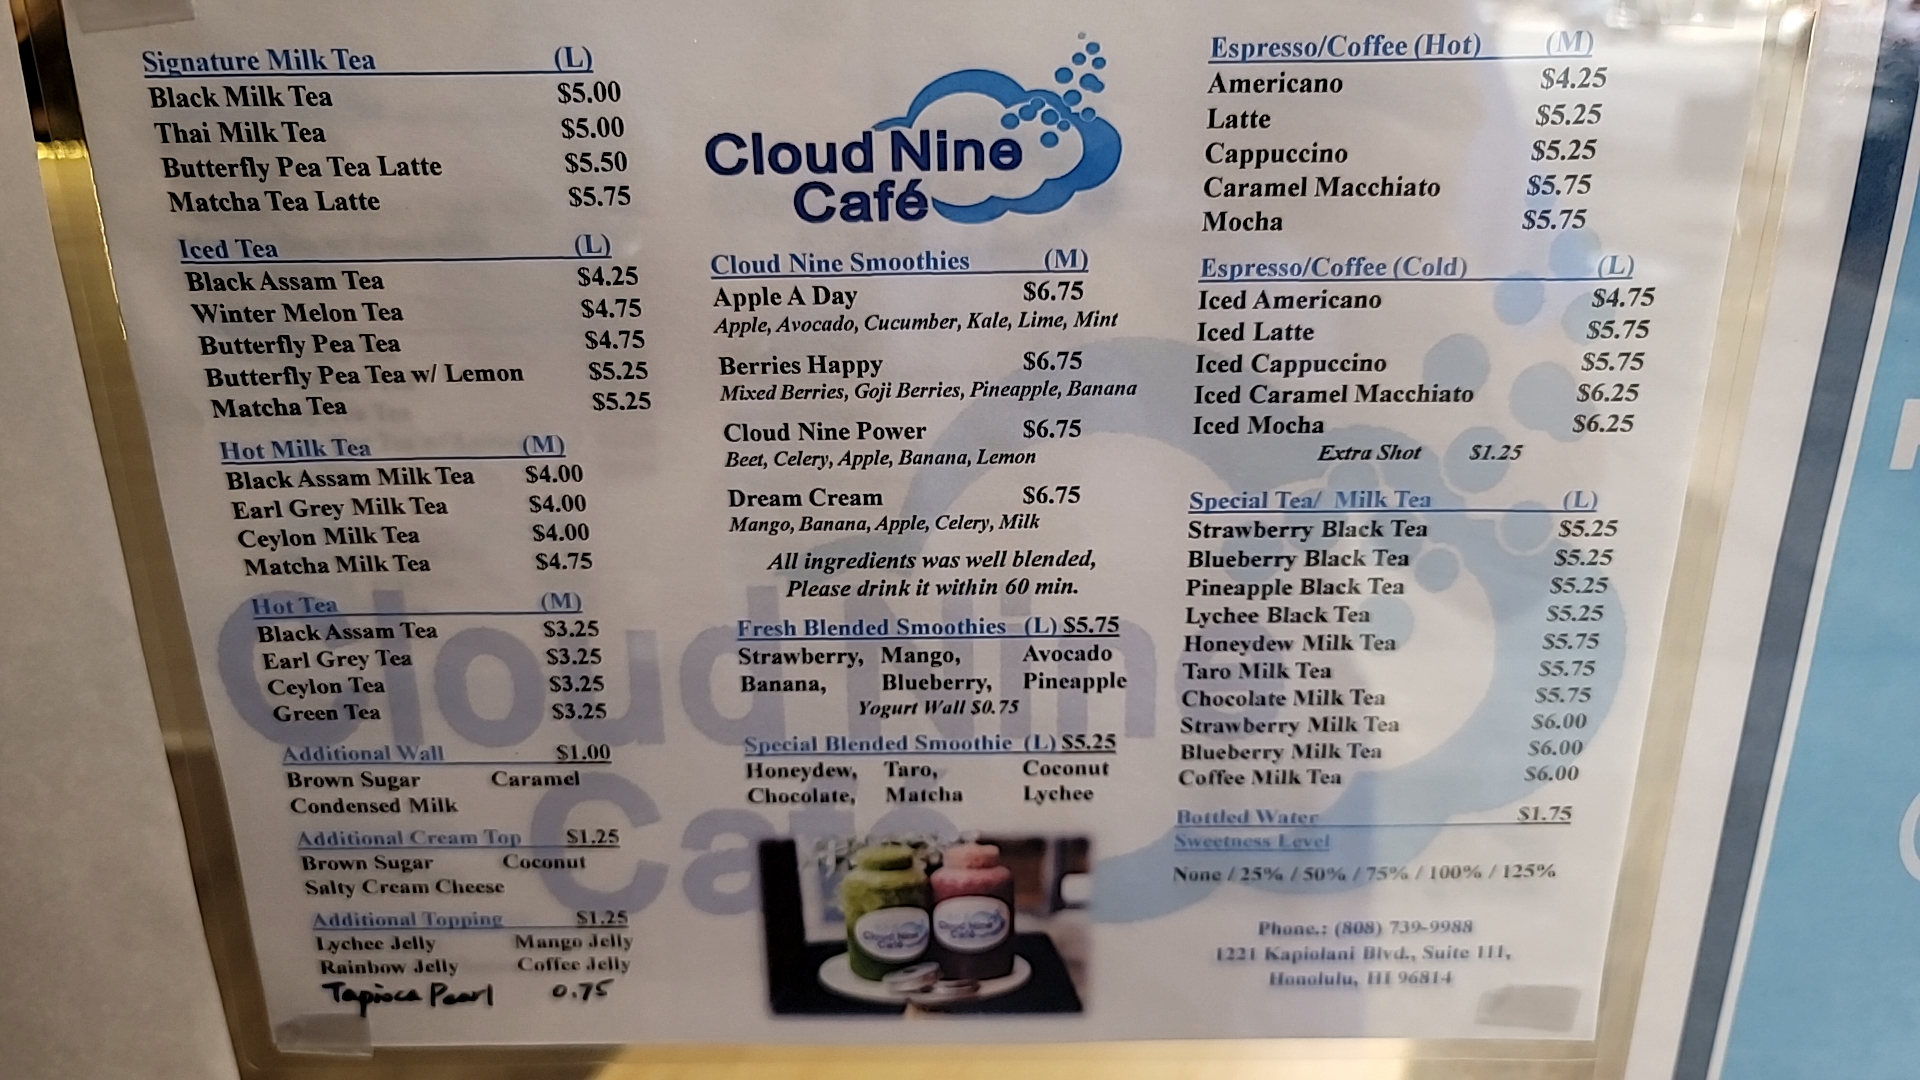 Signature Milk Tea (L)
Black Milk Tea $5.00
Thai Milk Tea $5.00
Butterfly Pea Tea Latte $5.50
Matcha Tea Latte $5.75
Iced Tea (L)
Black Assam Tea $4.25
Winter Melon Tea $4.75
Butterfly Pea Tea $4.75
Butterfly Pea Tea w/ Lemon $5.25
Matcha Tea $5.25
Hot Milk Tea (M)
Black Assam Milk Tea $4.00
Earl Grey Milk Tea $4.00
Ceylon Milk Tea $4.00
Matcha Milk Tea $4.75
Hot Tea (M)
Black Assam Tea $3.25
Earl Grey Tea $3.25
Ceylon Tea $3.25
Green Tea $3.25
Additional Wall $1.00
Brown Sugar Caramel
Condensed Milk
Additional Cream Top $1.25
Brown Sugar Coconut
Salty Cream Cheese
Additional Topping $1.25
Lychee Jelly Mango Jelly
Rainbow Jelly Coffee Jelly
Tapioca Pearl 0.75
Cloud Nine
Café
Cloud Nine Smoothies (M)
Apple A Day $6.75
Apple, Avocado, Cucumber, Kale, Lime, Mint
Berries Happy $6.75
Mixed Berries, Goji Berries, Pineapple, Banana
Cloud Nine Power $6.75
Beet, Celery, Apple, Banana, Lemon
Dream Cream $6.75
Mango, Banana, Apple, Celery, Milk
All ingredients was well blended,
Please drink it within 60 min.
Fresh Blended Smoothies (L) $5.75
Strawberry, Mango, Avocado
Banana, Blueberry, Pineapple
Yogurt Wall $0.75
Special Blended Smoothie (L) $5.25
Honeydew, Taro, Coconut
Chocolate, Matcha Lychee
Cloud Nine
Café
Cloud Nine
Café
Espresso/Coffee (Hot) (M)
Americano $4.25
Latte $5.25
Cappuccino $5.25
Caramel Macchiato $5.75
Mocha $5.75
Espresso/Coffee (Cold) (L)
Iced Americano $4.75
Iced Latte $5.75
Iced Cappuccino $5.75
Iced Caramel Macchiato $6.25
Iced Mocha $6.25
Extra Shot $1.25
Special Tea/ Milk Tea (L)
Strawberry Black Tea $5.25
Blueberry Black Tea $5.25
Pineapple Black Tea $5.25
Lychee Black Tea $5.25
Honeydew Milk Tea $5.75
Taro Milk Tea $5.75
Chocolate Milk Tea $5.75
Strawberry Milk Tea $6.00
Blueberry Milk Tea $6.00
Coffee Milk Tea $6.00
Bottled Water $1.75
Sweetness Level
None / 25% / 50% / 75% / 100% / 125%
Phone.: (808) 739-9988
1221 Kapiolani Blvd., Suite 111,
Honolulu, HI 96814
Cloud Nine
Café